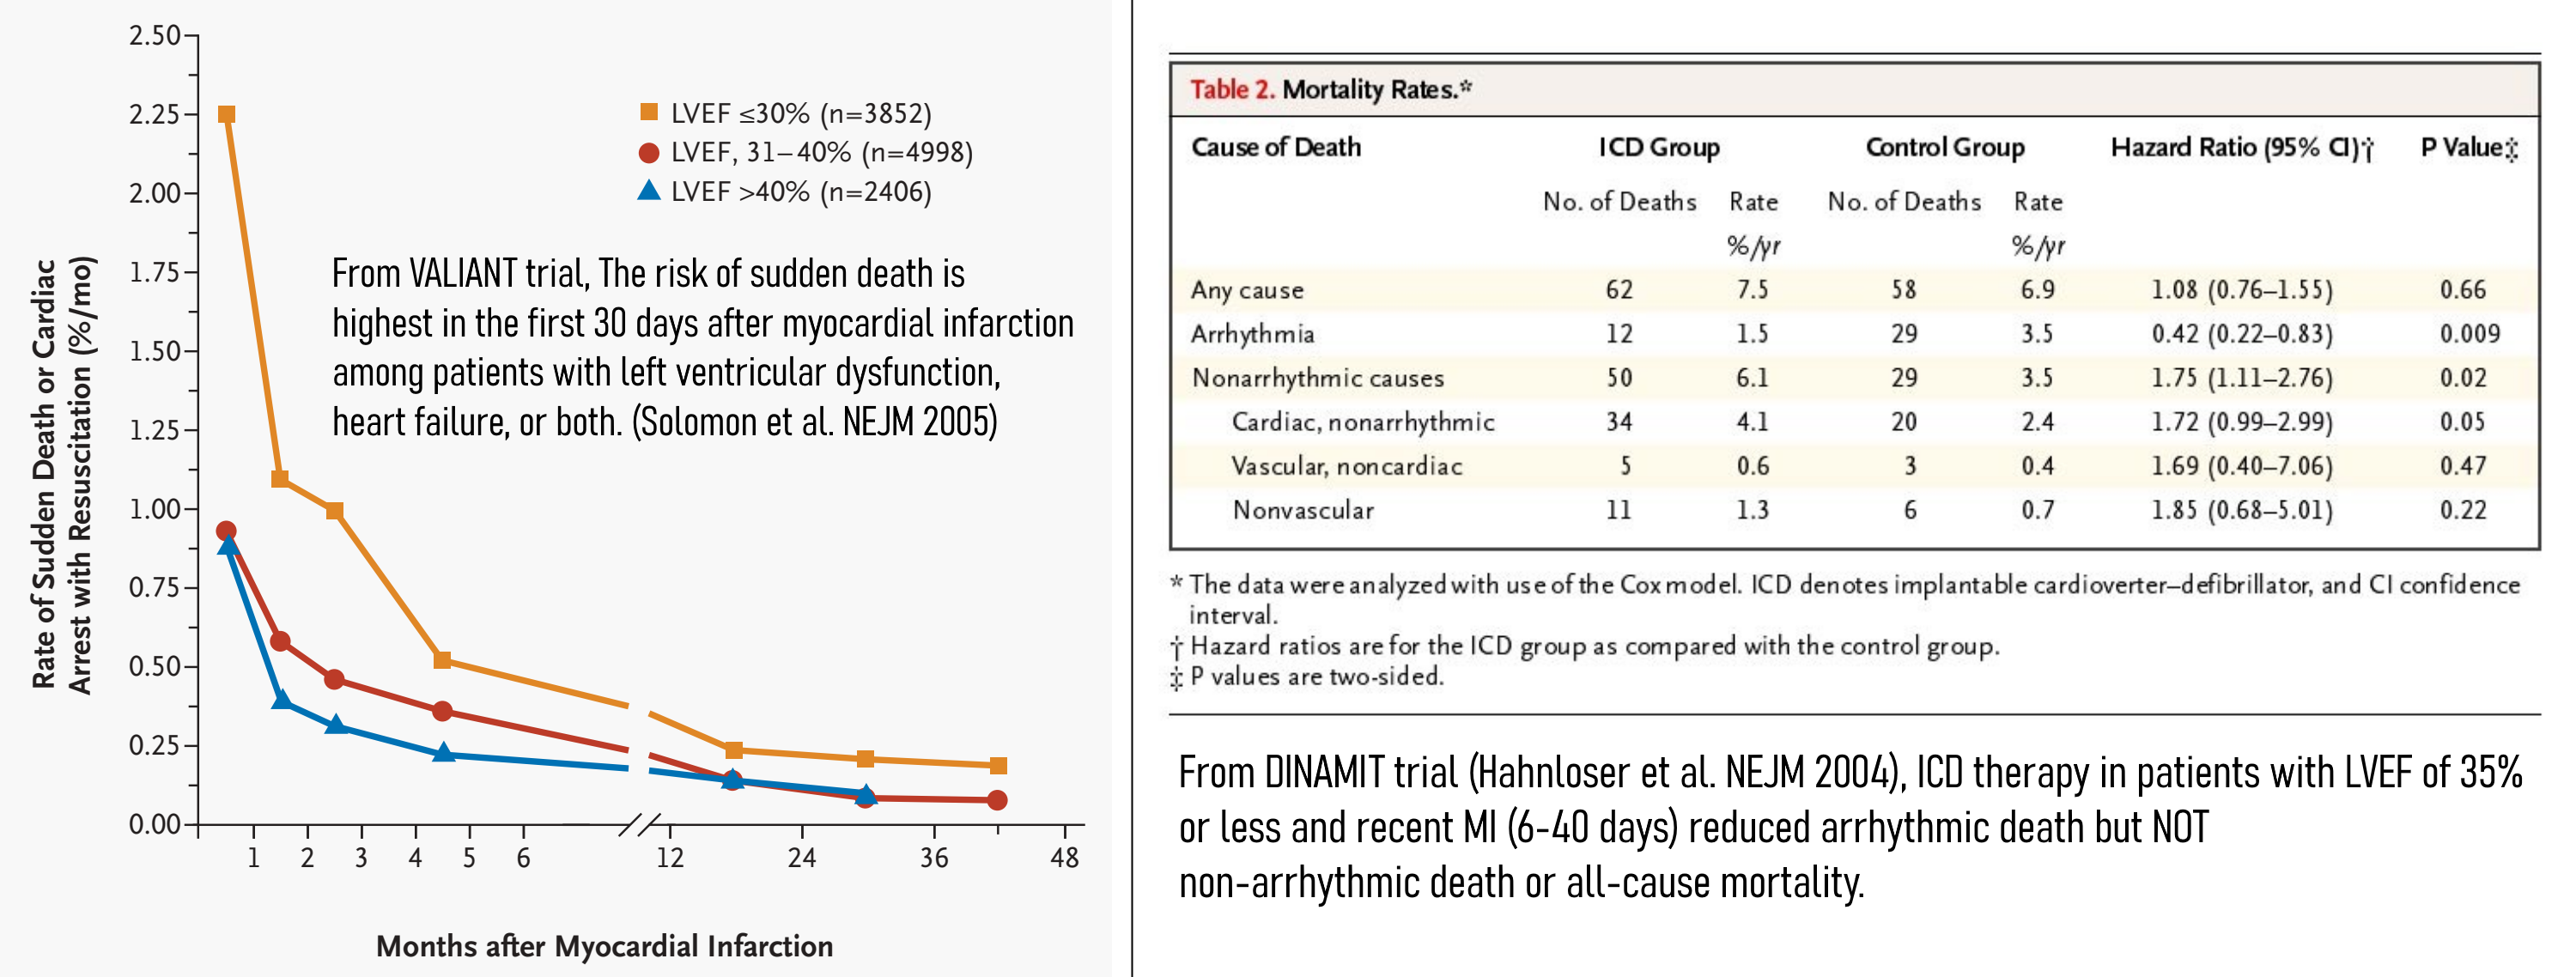 2.50
2.25
2.00
1.75
1.50
1.25
1.00
0.75
0.50
0.25
0.00
Rate of Sudden Death or Cardiac
Arrest with Resuscitation (%/mo)
LVEF ≤30% (n=3852)
LVEF, 31–40% (n=4998)
LVEF >40% (n=2406)
From VALIANT trial, The risk of sudden death is
highest in the first 30 days after myocardial infarction
among patients with left ventricular dysfunction,
heart failure, or both. (Solomon et al. NEJM 2005)
1 2 3 4 5 6 12 24 36 48
Months after Myocardial Infarction
Table 2. Mortality Rates.*
Cause of Death ICD Group Control Group Hazard Ratio (95% CI)† P Value‡
No. of Deaths Rate No. of Deaths Rate
%/yr %/yr
Any cause 62 7.5 58 6.9 1.08 (0.76–1.55) 0.66
Arrhythmia 12 1.5 29 3.5 0.42 (0.22–0.83) 0.009
Nonarrhythmic causes 50 6.1 29 3.5 1.75 (1.11–2.76) 0.02
Cardiac, nonarrhythmic 34 4.1 20 2.4 1.72 (0.99–2.99) 0.05
Vascular, noncardiac 5 0.6 3 0.4 1.69 (0.40–7.06) 0.47
Nonvascular 11 1.3 6 0.7 1.85 (0.68–5.01) 0.22
* The data were analyzed with use of the Cox model. ICD denotes implantable cardioverter–defibrillator, and CI confidence
interval.
† Hazard ratios are for the ICD group as compared with the control group.
‡ P values are two-sided.
From DINAMIT trial (Hahnloser et al. NEJM 2004), ICD therapy in patients with LVEF of 35%
or less and recent MI (6-40 days) reduced arrhythmic death but NOT
non-arrhythmic death or all-cause mortality.